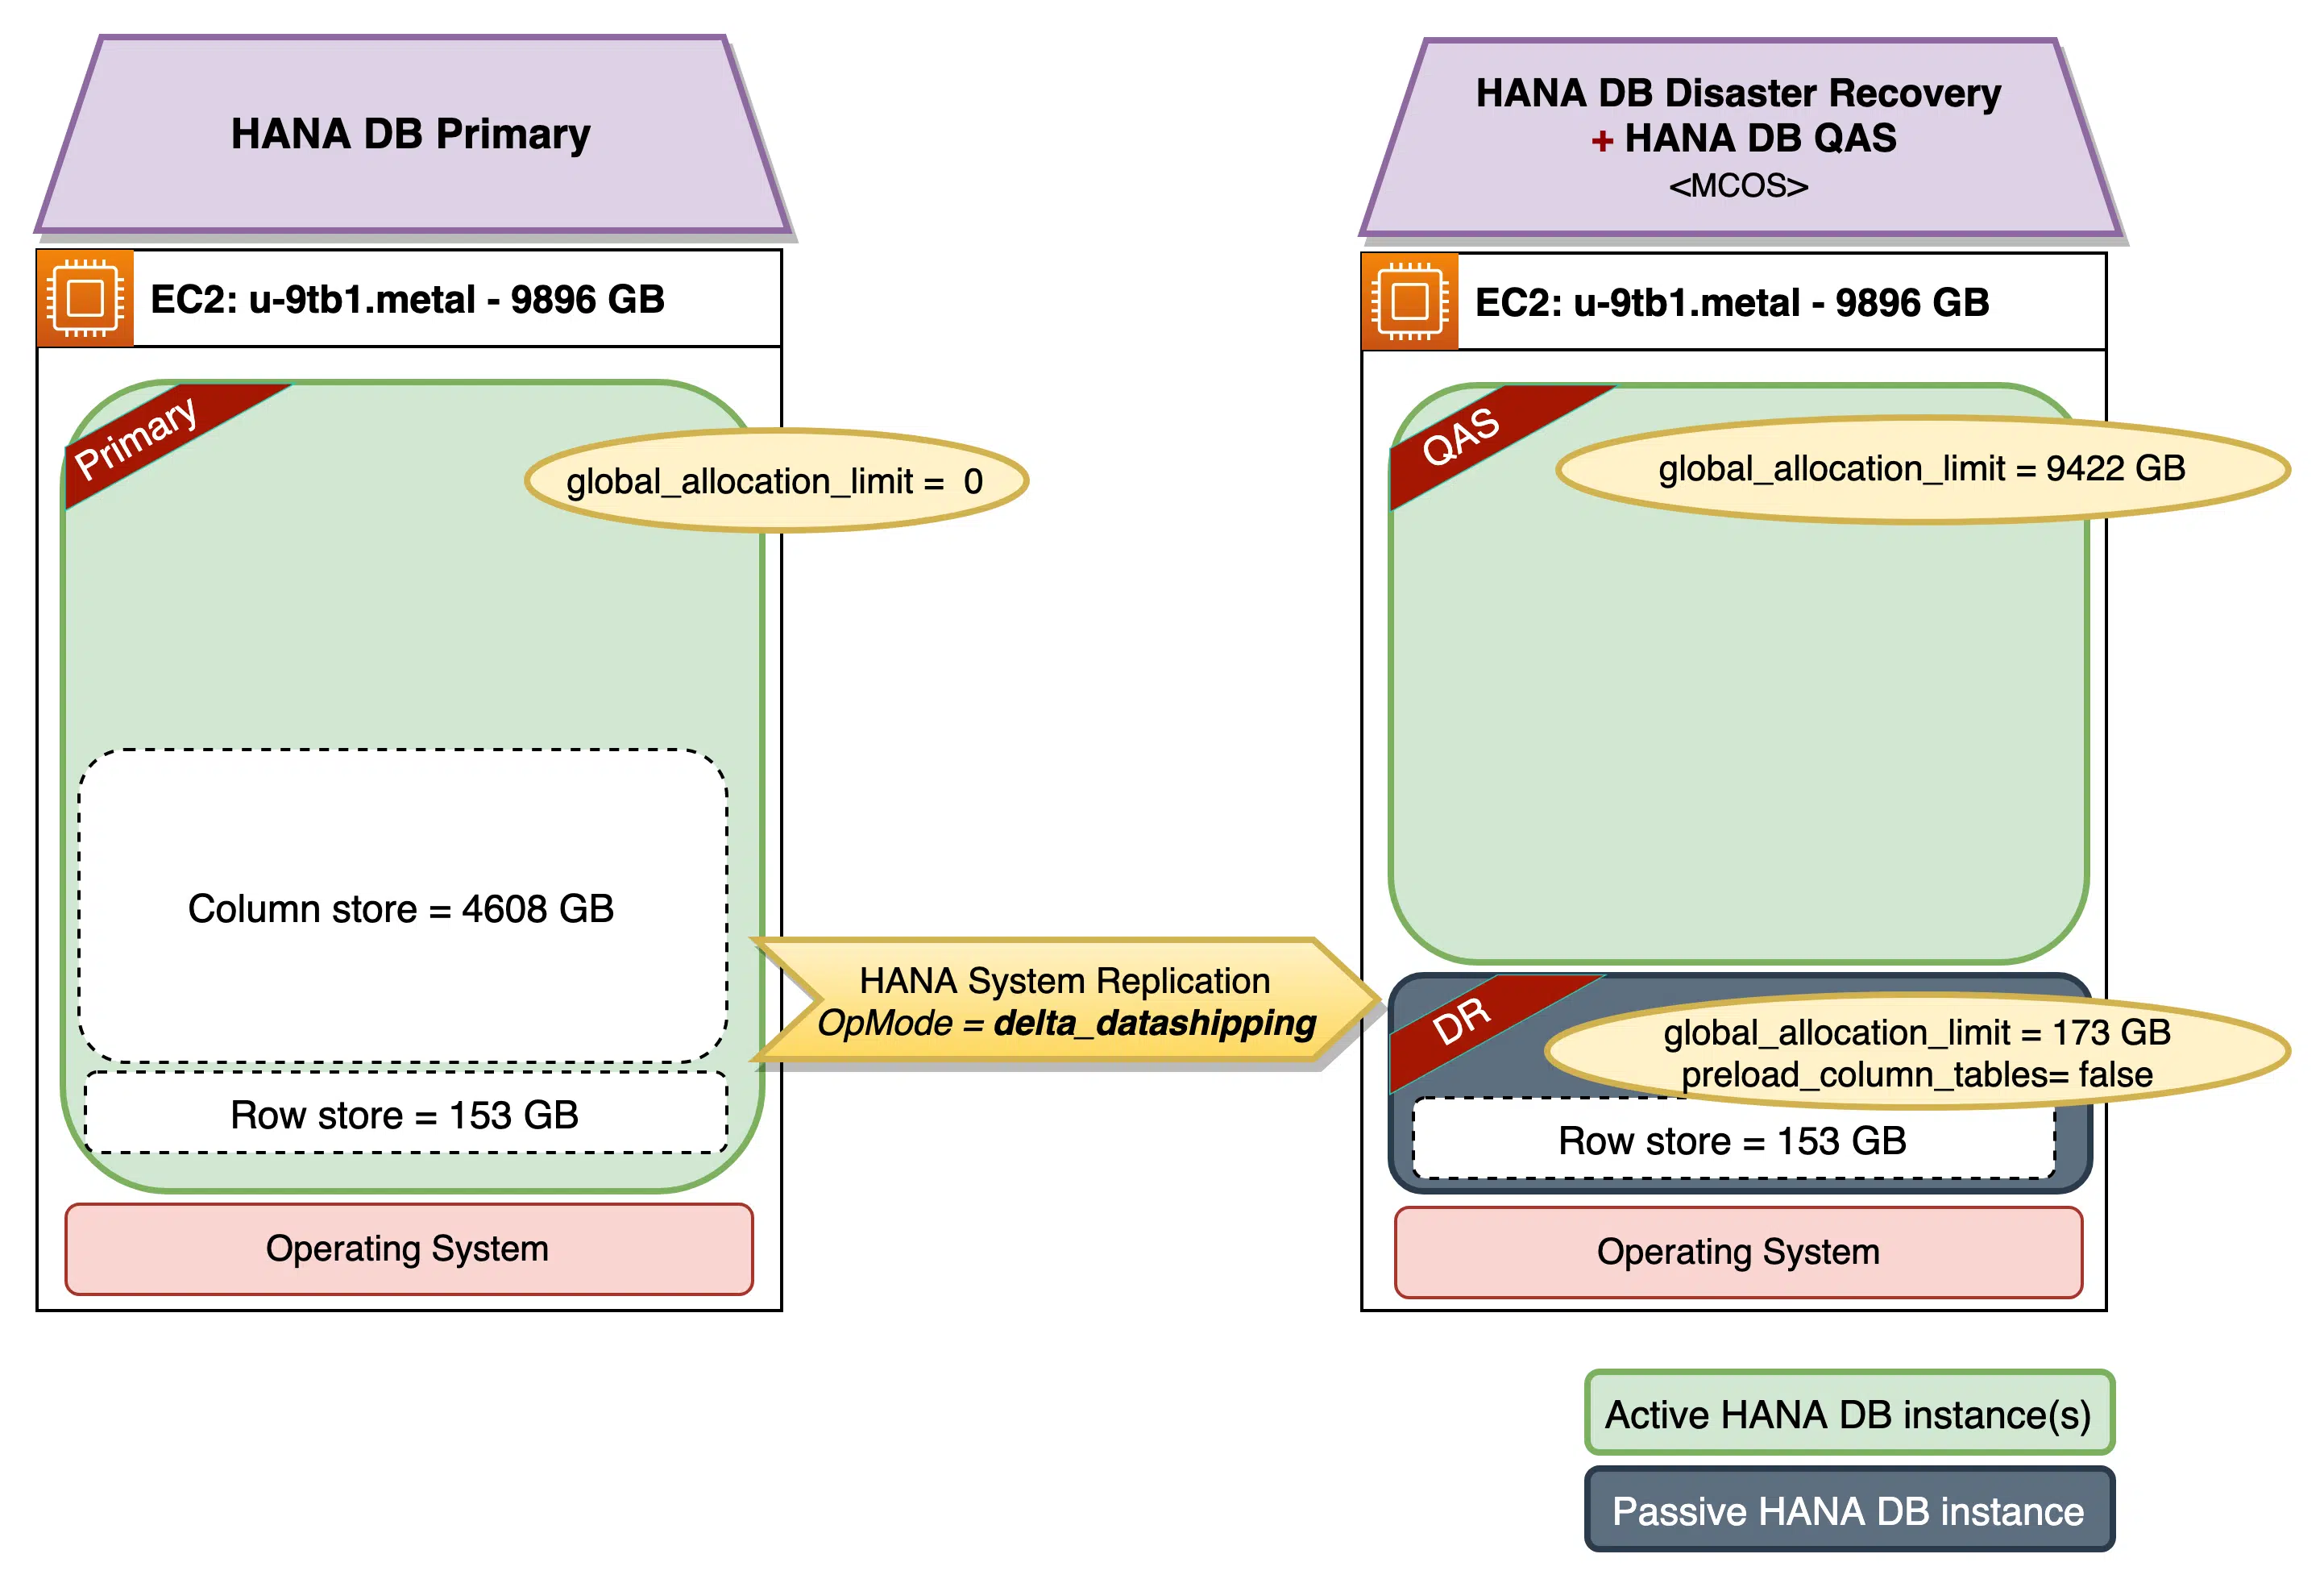 HANA DB Primary
EC2: u-9tb1.metal - 9896 GB
Primary
global_allocation_limit =  0
Column store = 4608 GB
Row store = 153 GB
Operating System
HANA System Replication
OpMode = delta_datashipping
HANA DB Disaster Recovery
+ HANA DB QAS
<MCOS>
EC2: u-9tb1.metal - 9896 GB
QAS
global_allocation_limit = 9422 GB
DR
global_allocation_limit = 173 GB
preload_column_tables= false
Row store = 153 GB
Operating System
Active HANA DB instance(s)
Passive HANA DB instance